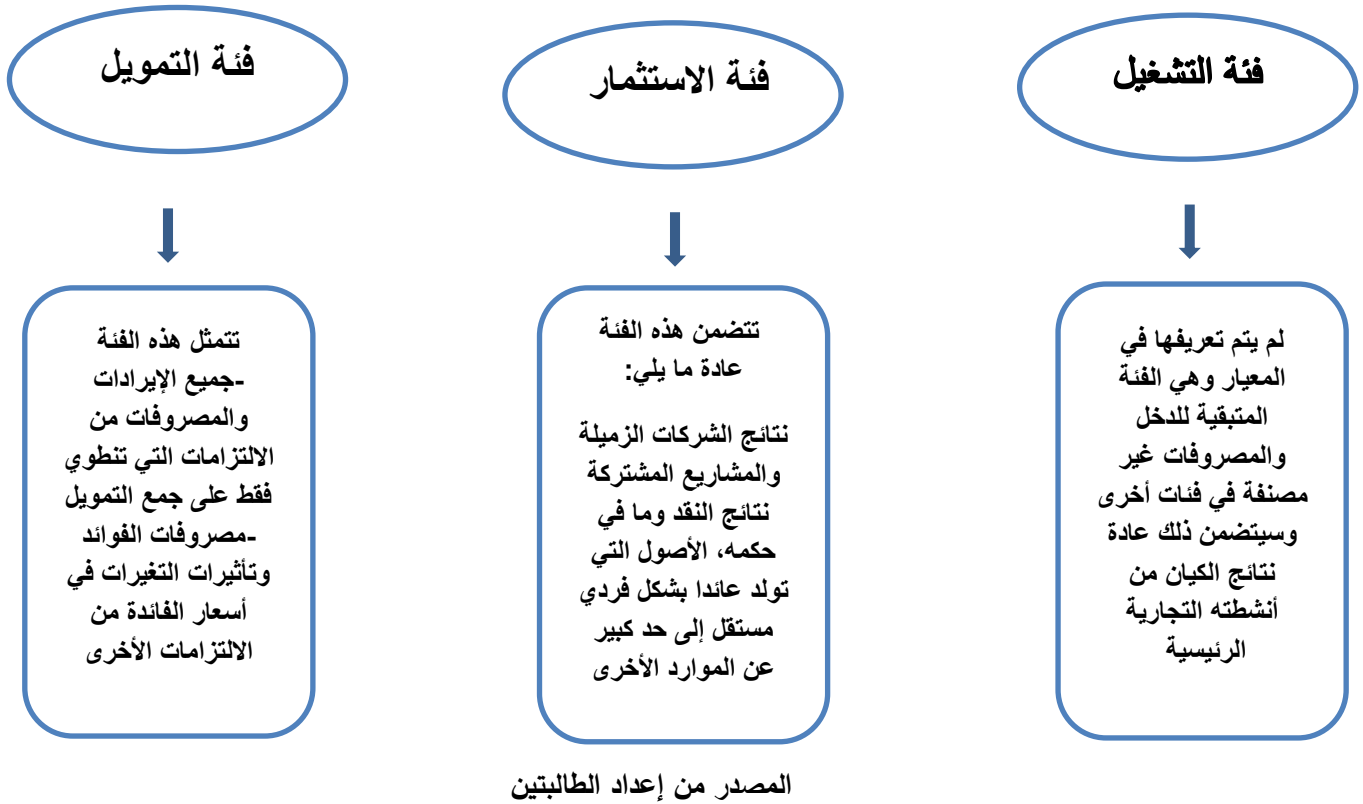 فئة التشغيل
لم يتم تعريفها في
المعيار وهي الفئة
المتبقية للدخل
والمصروفات غير
مصنفة في فئات أخرى
وسيتضمن ذلك عادة
نتائج الكيان من
أنشطته التجارية
الرئيسية
فئة الاستثمار
تتضمن هذه الفئة
عادة ما يلي:
نتائج الشركات الزميلة
والمشاريع المشتركة
نتائج النقد وما في
حكمه، الأصول التي
تولد عائدا بشكل فردي
مستقل إلى حد كبير
عن الموارد الأخرى
فئة التمويل
تتمثل هذه الفئة
-جميع الإيرادات
والمصروفات من
الالتزامات التي تنطوي
فقط على جمع التمويل
-مصروفات الفوائد
وتأثيرات التغيرات في
أسعار الفائدة من
الالتزامات الأخرى
المصدر من إعداد الطالبتين